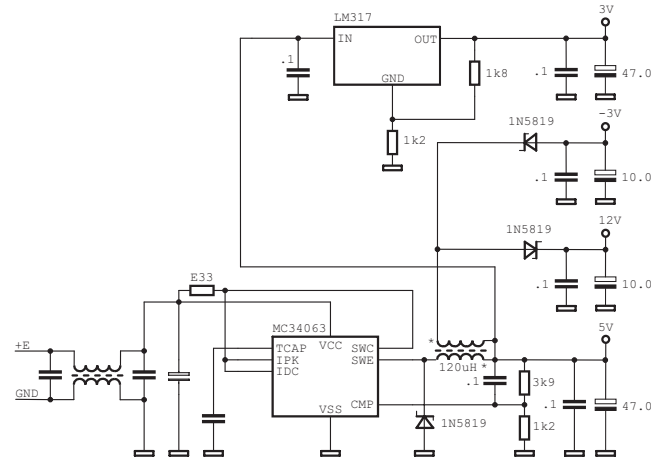 3V
LM317
IN
OUT
.1
1k8
.1
47.0
GND
-3V
1N5819
1k2
.1
10.0
12V
1N5819
.1
10.0
E33
5V
MC34063
+E
VCC
*
TCAP
SWC
IPK
SWE
IDC
120uH
*
.1
3k9
GND
CMP
.1
47.0
VSS
1N5819
1k2